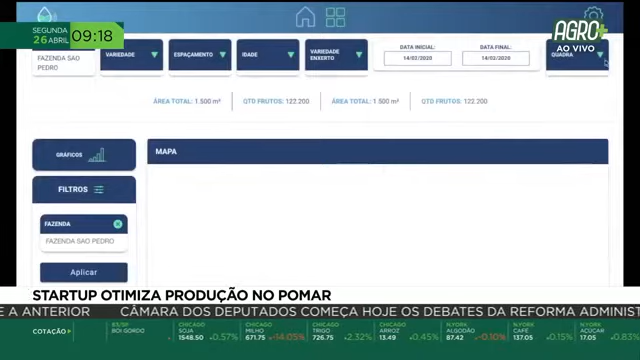 SEGUNDA
26 ABRIL
09:18
AGRO+
AO VIVO
FAZENDA SAO
PEDRO
VARIEDADE
ESPAÇAMENTO
IDADE
VARIEDADE
ENXERTO
DATA INICIAL:
14/02/2020
DATA FINAL:
14/02/2020
QUADRA
ÁREA TOTAL: 1.500 m²
QTD FRUTOS: 122.200
ÁREA TOTAL: 1.500 m²
QTD FRUTOS: 122.200
GRÁFICOS
MAPA
FILTROS
FAZENDA
FAZENDA SAO PEDRO
Aplicar
STARTUP OTIMIZA PRODUÇÃO NO POMAR
E A ANTERIOR
CÂMARA DOS DEPUTADOS COMEÇA HOJE OS DEBATES DA REFORMA ADMINIST
COTAÇÃO
B3/SP
BOI GORDO
CHICAGO
SOJA
1548.50
+0.57%
CHICAGO
MILHO
671.75
-14.05%
CHICAGO
TRIGO
726.75
+2.32%
CHICAGO
ARROZ
13.49
+0.45%
N.YORK
ALGODÃO
87.42
-0.10%
N.YORK
CAFÉ
137.05
+0.15%
N.YORK
AÇÚCAR
17.05
+0.83%